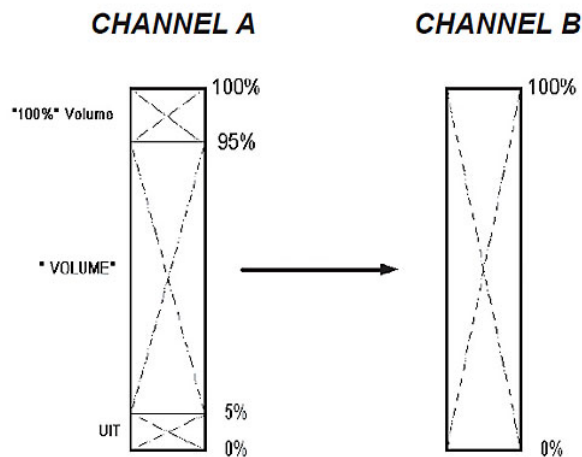 CHANNEL A
CHANNEL B
100%
"100%" Volume
95%
" VOLUME"
5%
UIT
0%
100%
0%